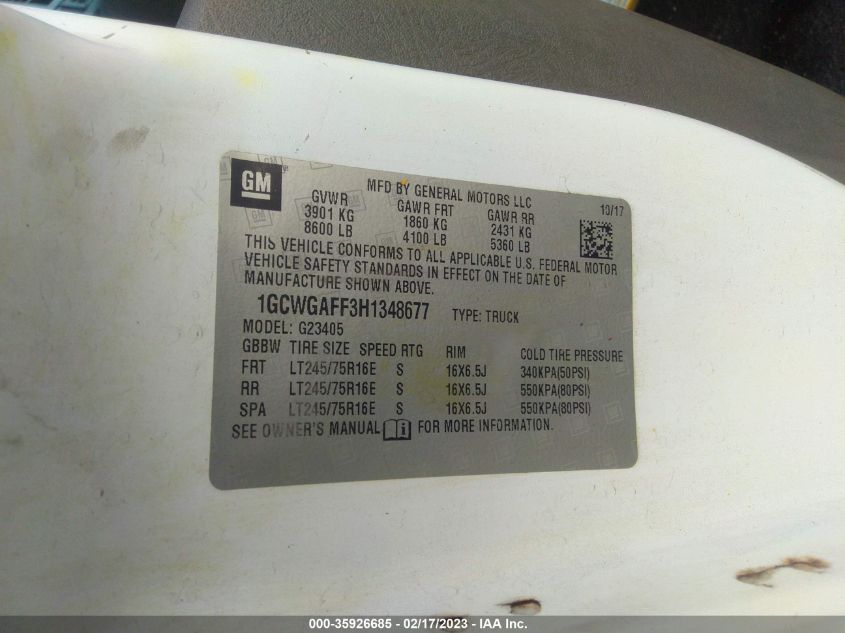 GM
MFD BY GENERAL MOTORS LLC
10/17
GVWR GAWR FRT GAWR RR
3901 KG 1860 KG 2431 KG
8600 LB 4100 LB 5360 LB
THIS VEHICLE CONFORMS TO ALL APPLICABLE U.S. FEDERAL MOTOR
VEHICLE SAFETY STANDARDS IN EFFECT ON THE DATE OF
MANUFACTURE SHOWN ABOVE.
1GCWGAFF3H1348677 TYPE: TRUCK
MODEL: G23405
GBBW TIRE SIZE SPEED RTG RIM COLD TIRE PRESSURE
FRT LT245/75R16E S 16X6.5J 340KPA(50PSI)
RR LT245/75R16E S 16X6.5J 550KPA(80PSI)
SPA LT245/75R16E S 16X6.5J 550KPA(80PSI)
SEE OWNER'S MANUAL i FOR MORE INFORMATION.
000-35926685 - 02/17/2023 - IAA Inc.